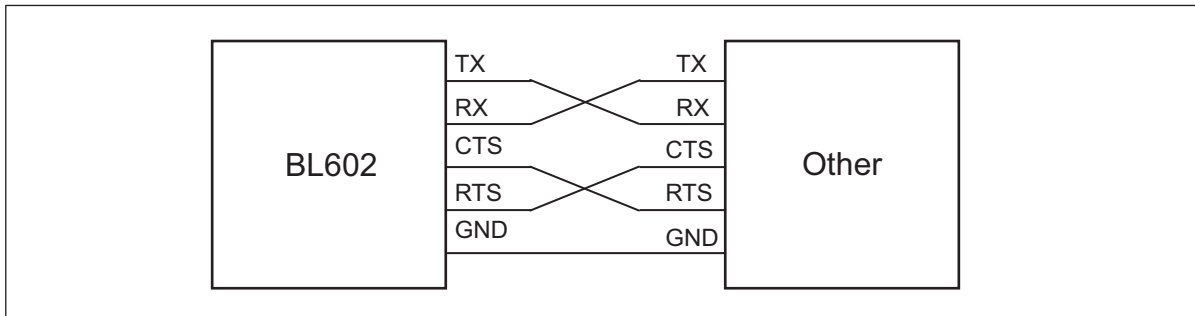 TX TX
RX RX
CTS CTS
BL602 Other
RTS RTS
GND GND